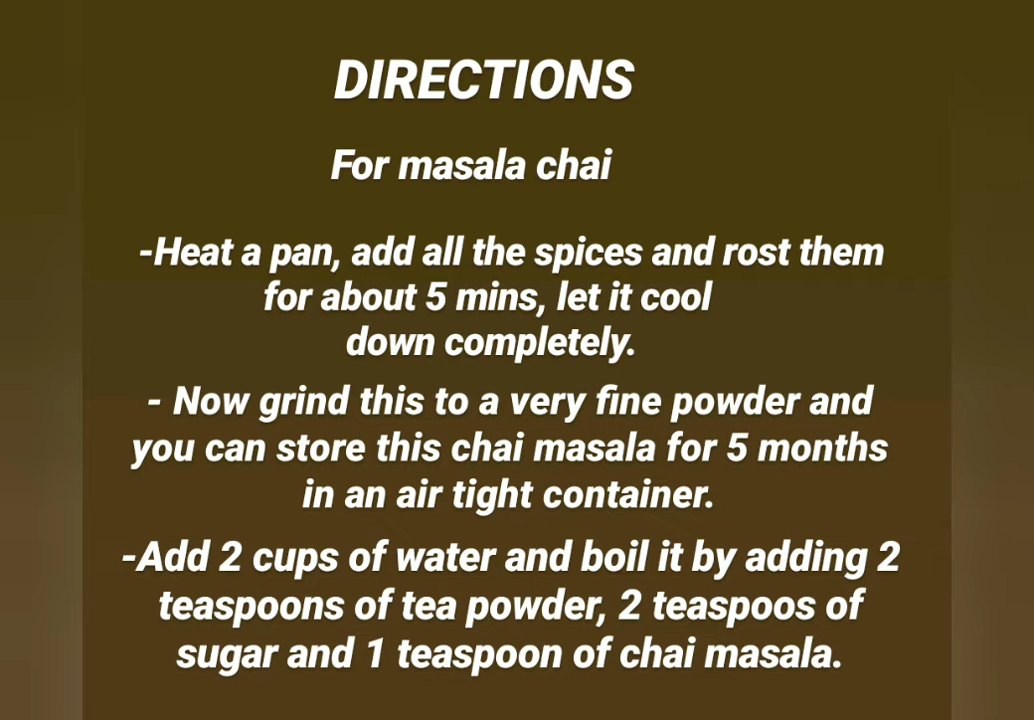 DIRECTIONS
For masala chai
-Heat a pan, add all the spices and rost them
for about 5 mins, let it cool
down completely.
- Now grind this to a very fine powder and
you can store this chai masala for 5 months
in an air tight container.
-Add 2 cups of water and boil it by adding 2
teaspoons of tea powder, 2 teaspoos of
sugar and 1 teaspoon of chai masala.